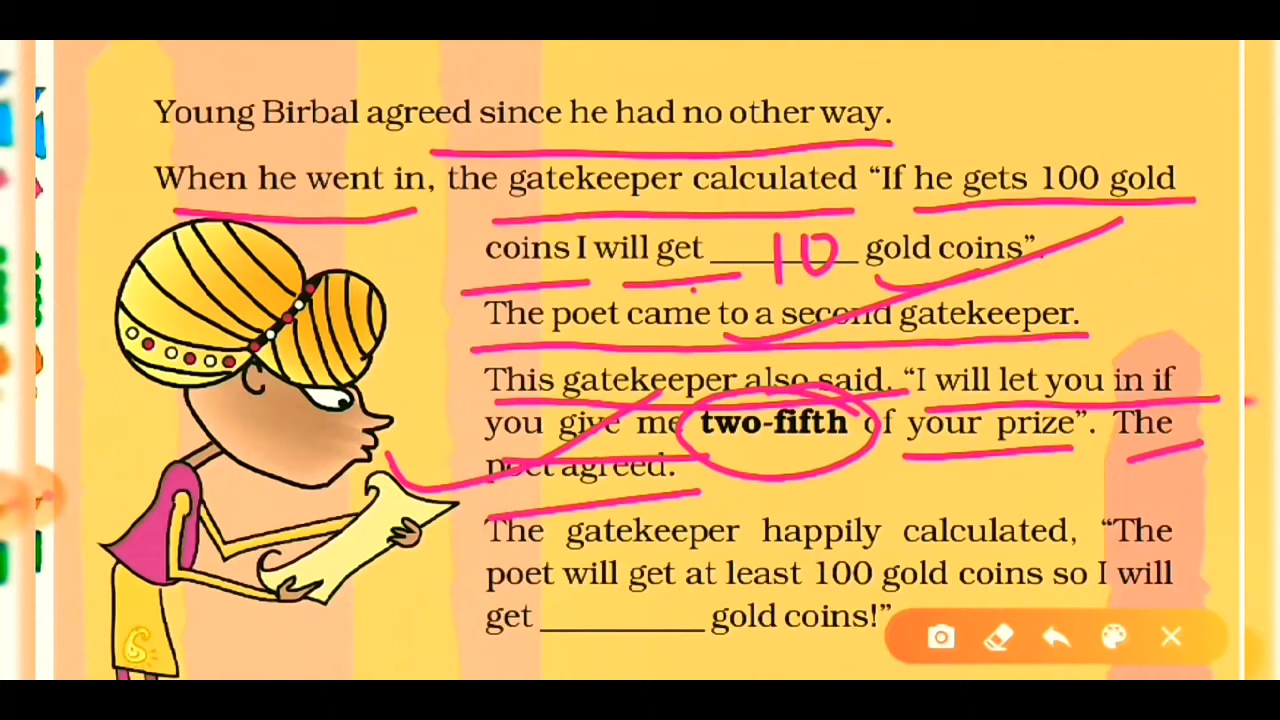 Young Birbal agreed since he had no other way.
When he went in, the gatekeeper calculated “If he gets 100 gold
coins I will get ____10____ gold coins”.
The poet came to a second gatekeeper.
This gatekeeper also said. “I will let you in if
you give me two-fifth of your prize”. The
poet agreed.
The gatekeeper happily calculated, “The
poet will get at least 100 gold coins so I will
get __________ gold coins!”